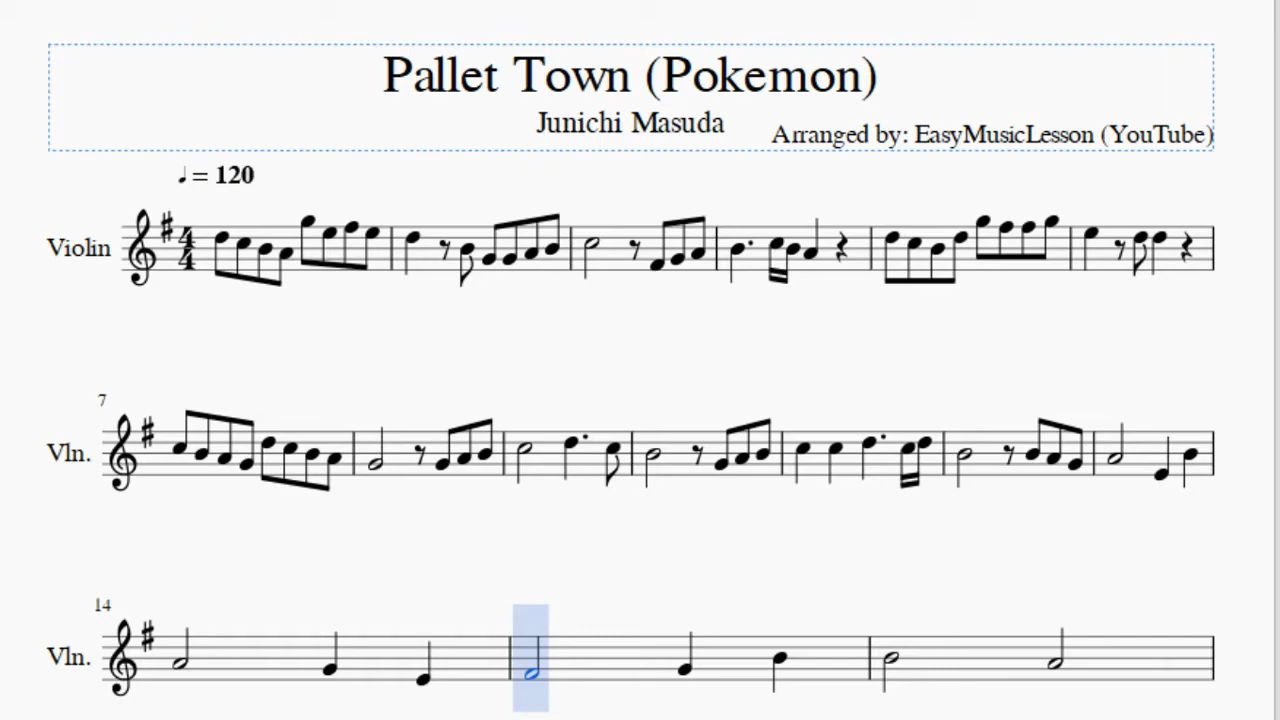 Pallet Town (Pokemon)
Junichi Masuda
Arranged by: EasyMusicLesson (YouTube)
♩ = 120
Violin
4
4
7
Vln.
14
Vln.